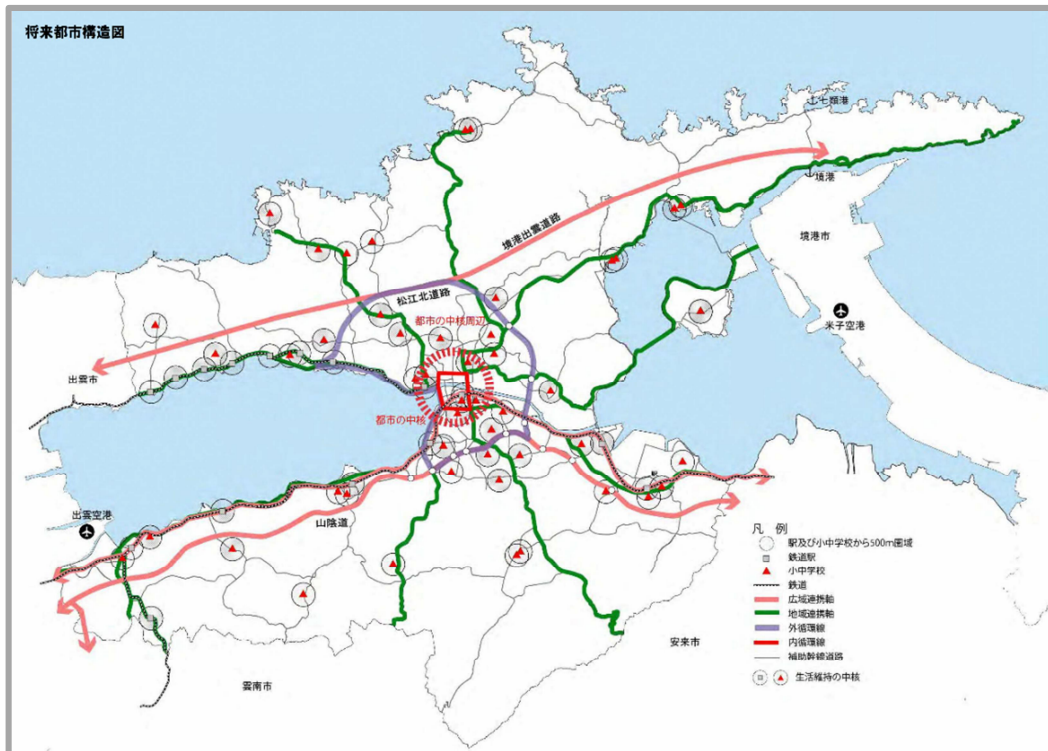 将来都市構造図
七類港
境港
境港出雲道路
境港市
松江北道路
米子空港
都市の中核周辺
出雲市
都市の中核
出雲空港
山陰道
凡 例
駅及び小中学校から500m圏域
鉄道駅
小中学校
鉄道
広域連携軸
地域連携軸
外循環線
内循環線
補助幹線道路
生活維持の中核
安来市
雲南市